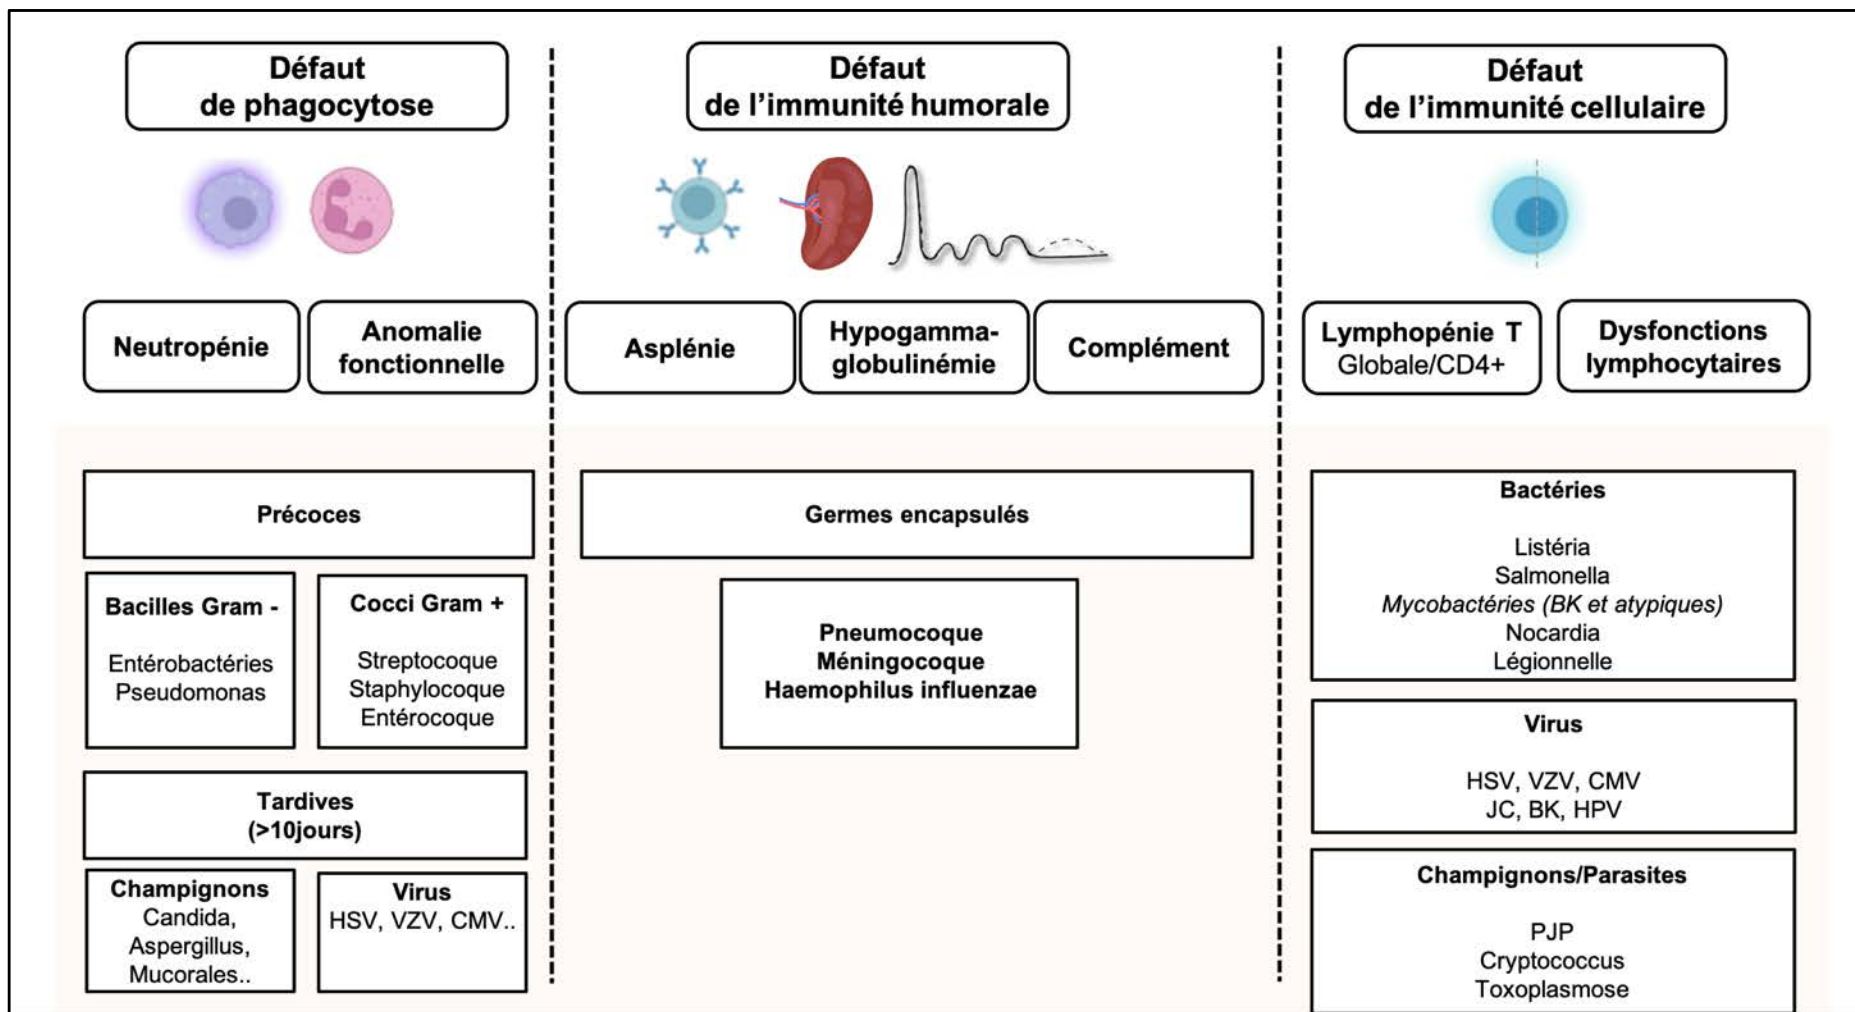 Défaut
de phagocytose
Défaut
de l'immunité humorale
Défaut
de l'immunité cellulaire
Neutropénie
Anomalie
fonctionnelle
Asplénie
Hypogamma-
globulinémie
Complément
Lymphopénie T
Globale/CD4+
Dysfonctions
lymphocytaires
Précoces
Bacilles Gram -
Entérobactéries
Pseudomonas
Cocci Gram +
Streptocoque
Staphylocoque
Entérocoque
Tardives
(>10jours)
Champignons
Candida,
Aspergillus,
Mucorales..
Virus
HSV, VZV, CMV..
Germes encapsulés
Pneumocoque
Méningocoque
Haemophilus influenzae
Bactéries
Listéria
Salmonella
Mycobactéries (BK et atypiques)
Nocardia
Légionnelle
Virus
HSV, VZV, CMV
JC, BK, HPV
Champignons/Parasites
PJP
Cryptococcus
Toxoplasmose